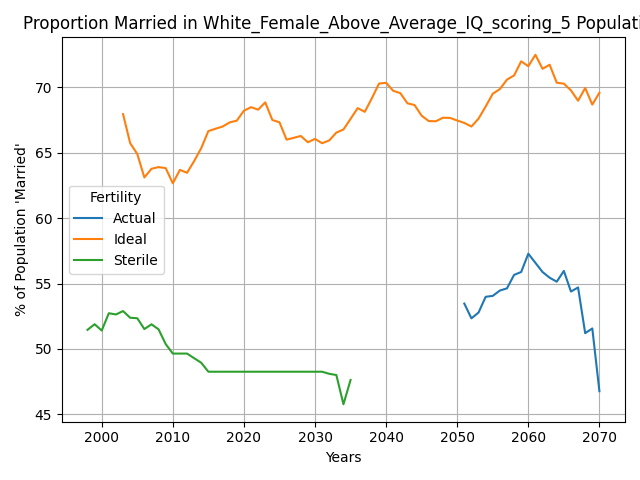 Proportion Married in White_Female_Above_Average_IQ_scoring_5 Populati
% of Population 'Married'
70
65
60
55
50
45
Fertility
Actual
Ideal
Sterile
2000 2010 2020 2030 2040 2050 2060 2070
Years